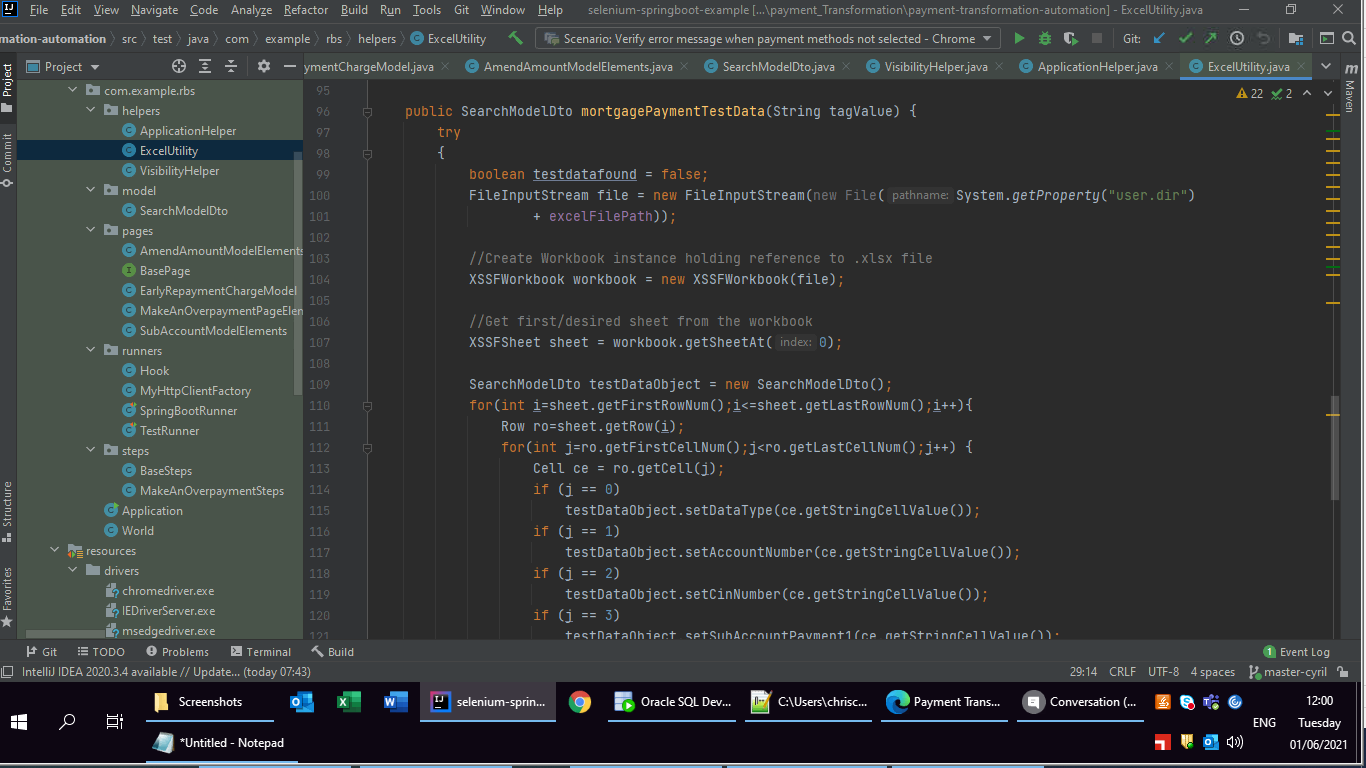 File Edit View Navigate Code Analyze Refactor Build Run Tools Git Window Help selenium-springboot-example [...\payment_Transformation\payment-transformation-automation] - ExcelUtility.java
mation-automation src test java com example rbs helpers ExcelUtility Scenario: Verify error message when payment methods not selected - Chrome Git:
Project ymentChargeModel.java AmendAmountModelElements.java SearchModelDto.java VisibilityHelper.java ApplicationHelper.java ExcelUtility.java
Project
Commit
Structure
Favorites
Maven
com.example.rbs
helpers
ApplicationHelper
ExcelUtility
VisibilityHelper
model
SearchModelDto
pages
AmendAmountModelElements
BasePage
EarlyRepaymentChargeModel
MakeAnOverpaymentPageElen
SubAccountModelElements
runners
Hook
MyHttpClientFactory
SpringBootRunner
TestRunner
steps
BaseSteps
MakeAnOverpaymentSteps
Application
World
resources
drivers
chromedriver.exe
IEDriverServer.exe
msedgedriver.exe
22 2
95
96 public SearchModelDto mortgagePaymentTestData(String tagValue) {
97 try
98 {
99 boolean testdatafound = false;
100 FileInputStream file = new FileInputStream(new File( pathname: System.getProperty("user.dir")
101 + excelFilePath));
102
103 //Create Workbook instance holding reference to .xlsx file
104 XSSFWorkbook workbook = new XSSFWorkbook(file);
105
106 //Get first/desired sheet from the workbook
107 XSSFSheet sheet = workbook.getSheetAt( index: 0);
108
109 SearchModelDto testDataObject = new SearchModelDto();
110 for(int i=sheet.getFirstRowNum();i<=sheet.getLastRowNum();i++){
111 Row ro=sheet.getRow(i);
112 for(int j=ro.getFirstCellNum();j<ro.getLastCellNum();j++) {
113 Cell ce = ro.getCell(j);
114 if (j == 0)
115 testDataObject.setDataType(ce.getStringCellValue());
116 if (j == 1)
117 testDataObject.setAccountNumber(ce.getStringCellValue());
118 if (j == 2)
119 testDataObject.setCinNumber(ce.getStringCellValue());
120 if (j == 3)
121 testDataObject.setSubAccountPayment1(ce.getStringCellValue());
Git TODO Problems Terminal Build 1 Event Log
IntelliJ IDEA 2020.3.4 available // Update... (today 07:43) 29:14 CRLF UTF-8 4 spaces master-cyril
Screenshots selenium-sprin... Oracle SQL Dev... C:\Users\chrisc... Payment Trans... Conversation (... 12:00
ENG Tuesday
*Untitled - Notepad 01/06/2021